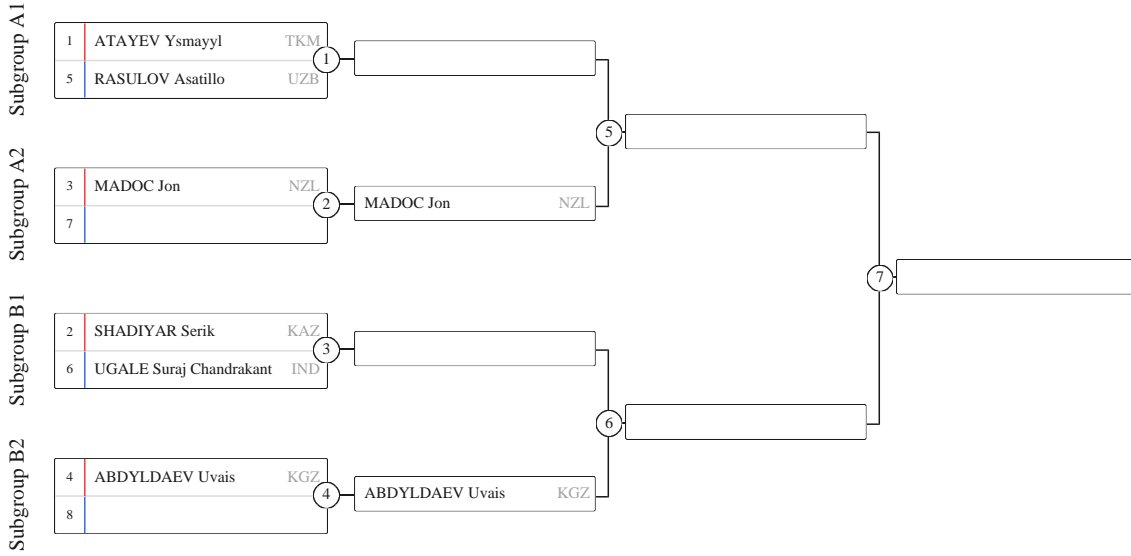 Subgroup A1
1 ATAYEV Ysmayyl TKM
5 RASULOV Asatillo UZB
1
5
Subgroup A2
3 MADOC Jon NZL
7
2
MADOC Jon NZL
7
Subgroup B1
2 SHADIYAR Serik KAZ
6 UGALE Suraj Chandrakant IND
3
6
Subgroup B2
4 ABDYLDAEV Uvais KGZ
8
4
ABDYLDAEV Uvais KGZ